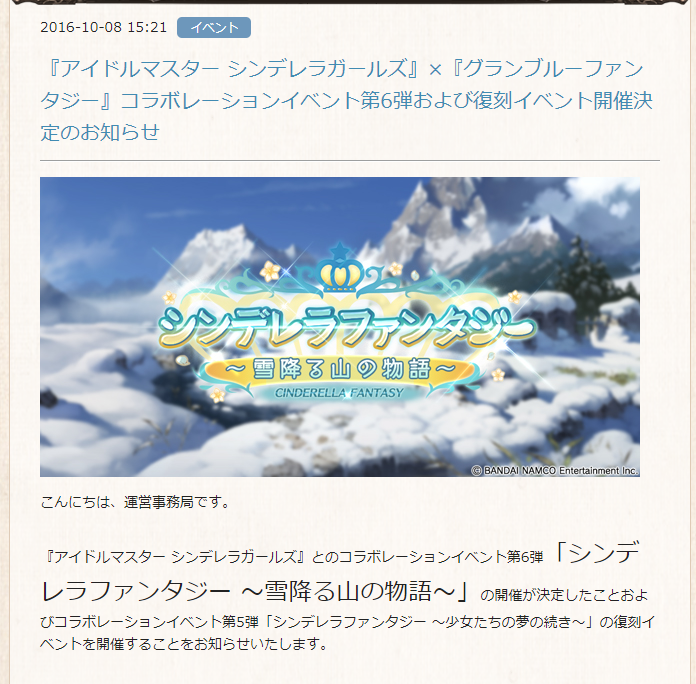 2016-10-08 15:21 イベント
『アイドルマスター シンデレラガールズ』×『グランブルーファン
タジー』コラボレーションイベント第6弾および復刻イベント開催決
定のお知らせ
シンデレラファンタジー
～雪降る山の物語～
CINDERELLA FANTASY
© BANDAI NAMCO Entertainment Inc.
こんにちは、運営事務局です。
『アイドルマスター シンデレラガールズ』とのコラボレーションイベント第6弾「シンデ
レラファンタジー ～雪降る山の物語～」の開催が決定したことおよ
びコラボレーションイベント第5弾「シンデレラファンタジー ～少女たちの夢の続き～」の復刻イ
ベントを開催することをお知らせいたします。